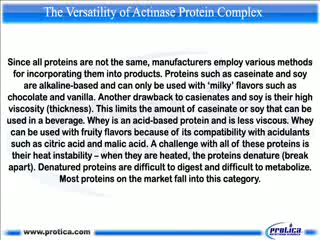 The Versatility of Actinase Protein Complex
Since all proteins are not the same, manufacturers employ various methods
for incorporating them into products. Proteins such as caseinate and soy
are alkaline-based and can only be used with ‘milky’ flavors such as
chocolate and vanilla. Another drawback to casienates and soy is their high
viscosity (thickness). This limits the amount of caseinate or soy that can be
used in a beverage. Whey is an acid-based protein and is less viscous. Whey
can be used with fruity flavors because of its compatibility with acidulants
such as citric acid and malic acid. A challenge with all of these proteins is
their heat instability – when they are heated, the proteins denature (break
apart). Denatured proteins are difficult to digest and difficult to metabolize.
Most proteins on the market fall into this category.
www.protica.com
protica